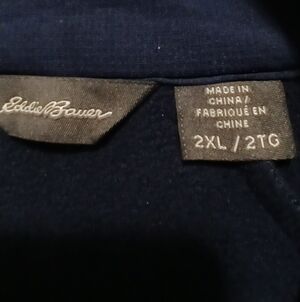 Eddie Bauer
MADE IN
CHINA/
FABRIQUÉ EN
CHINE
2XL / 2TG